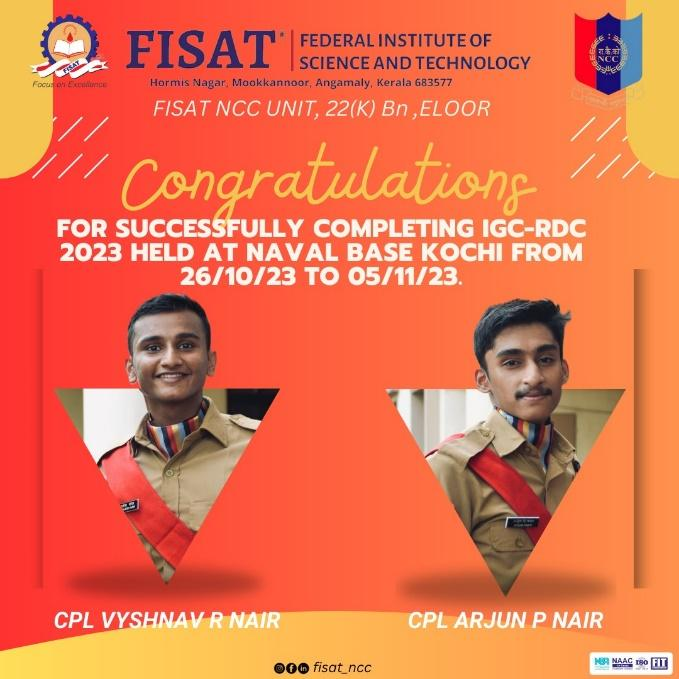 FISAT
FEDERAL INSTITUTE OF
SCIENCE AND TECHNOLOGY
Hormis Nagar, Mookkannoor, Angamaly, Kerala 683577
FISAT
Focus on Excellence
NCC
FISAT NCC UNIT, 22(K) Bn ,ELOOR
Congratulations
FOR SUCCESSFULLY COMPLETING IGC-RDC
2023 HELD AT NAVAL BASE KOCHI FROM
26/10/23 TO 05/11/23.
CPL VYSHNAV R NAIR
CPL ARJUN P NAIR
fisat_ncc
NAAC
ISO